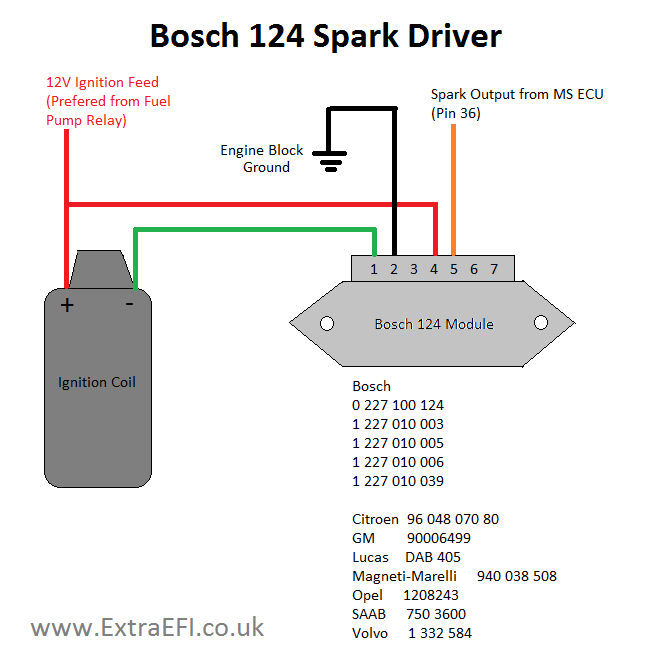 Bosch 124 Spark Driver
12V Ignition Feed
(Prefered from Fuel
Pump Relay)
Spark Output from MS ECU
(Pin 36)
Engine Block
Ground
1 2 3 4 5 6 7
+ -
Bosch 124 Module
Ignition Coil
Bosch
0 227 100 124
1 227 010 003
1 227 010 005
1 227 010 006
1 227 010 039
Citroen 96 048 070 80
GM 90006499
Lucas DAB 405
Magneti-Marelli 940 038 508
Opel 1208243
SAAB 750 3600
Volvo 1 332 584
www.ExtraEFI.co.uk